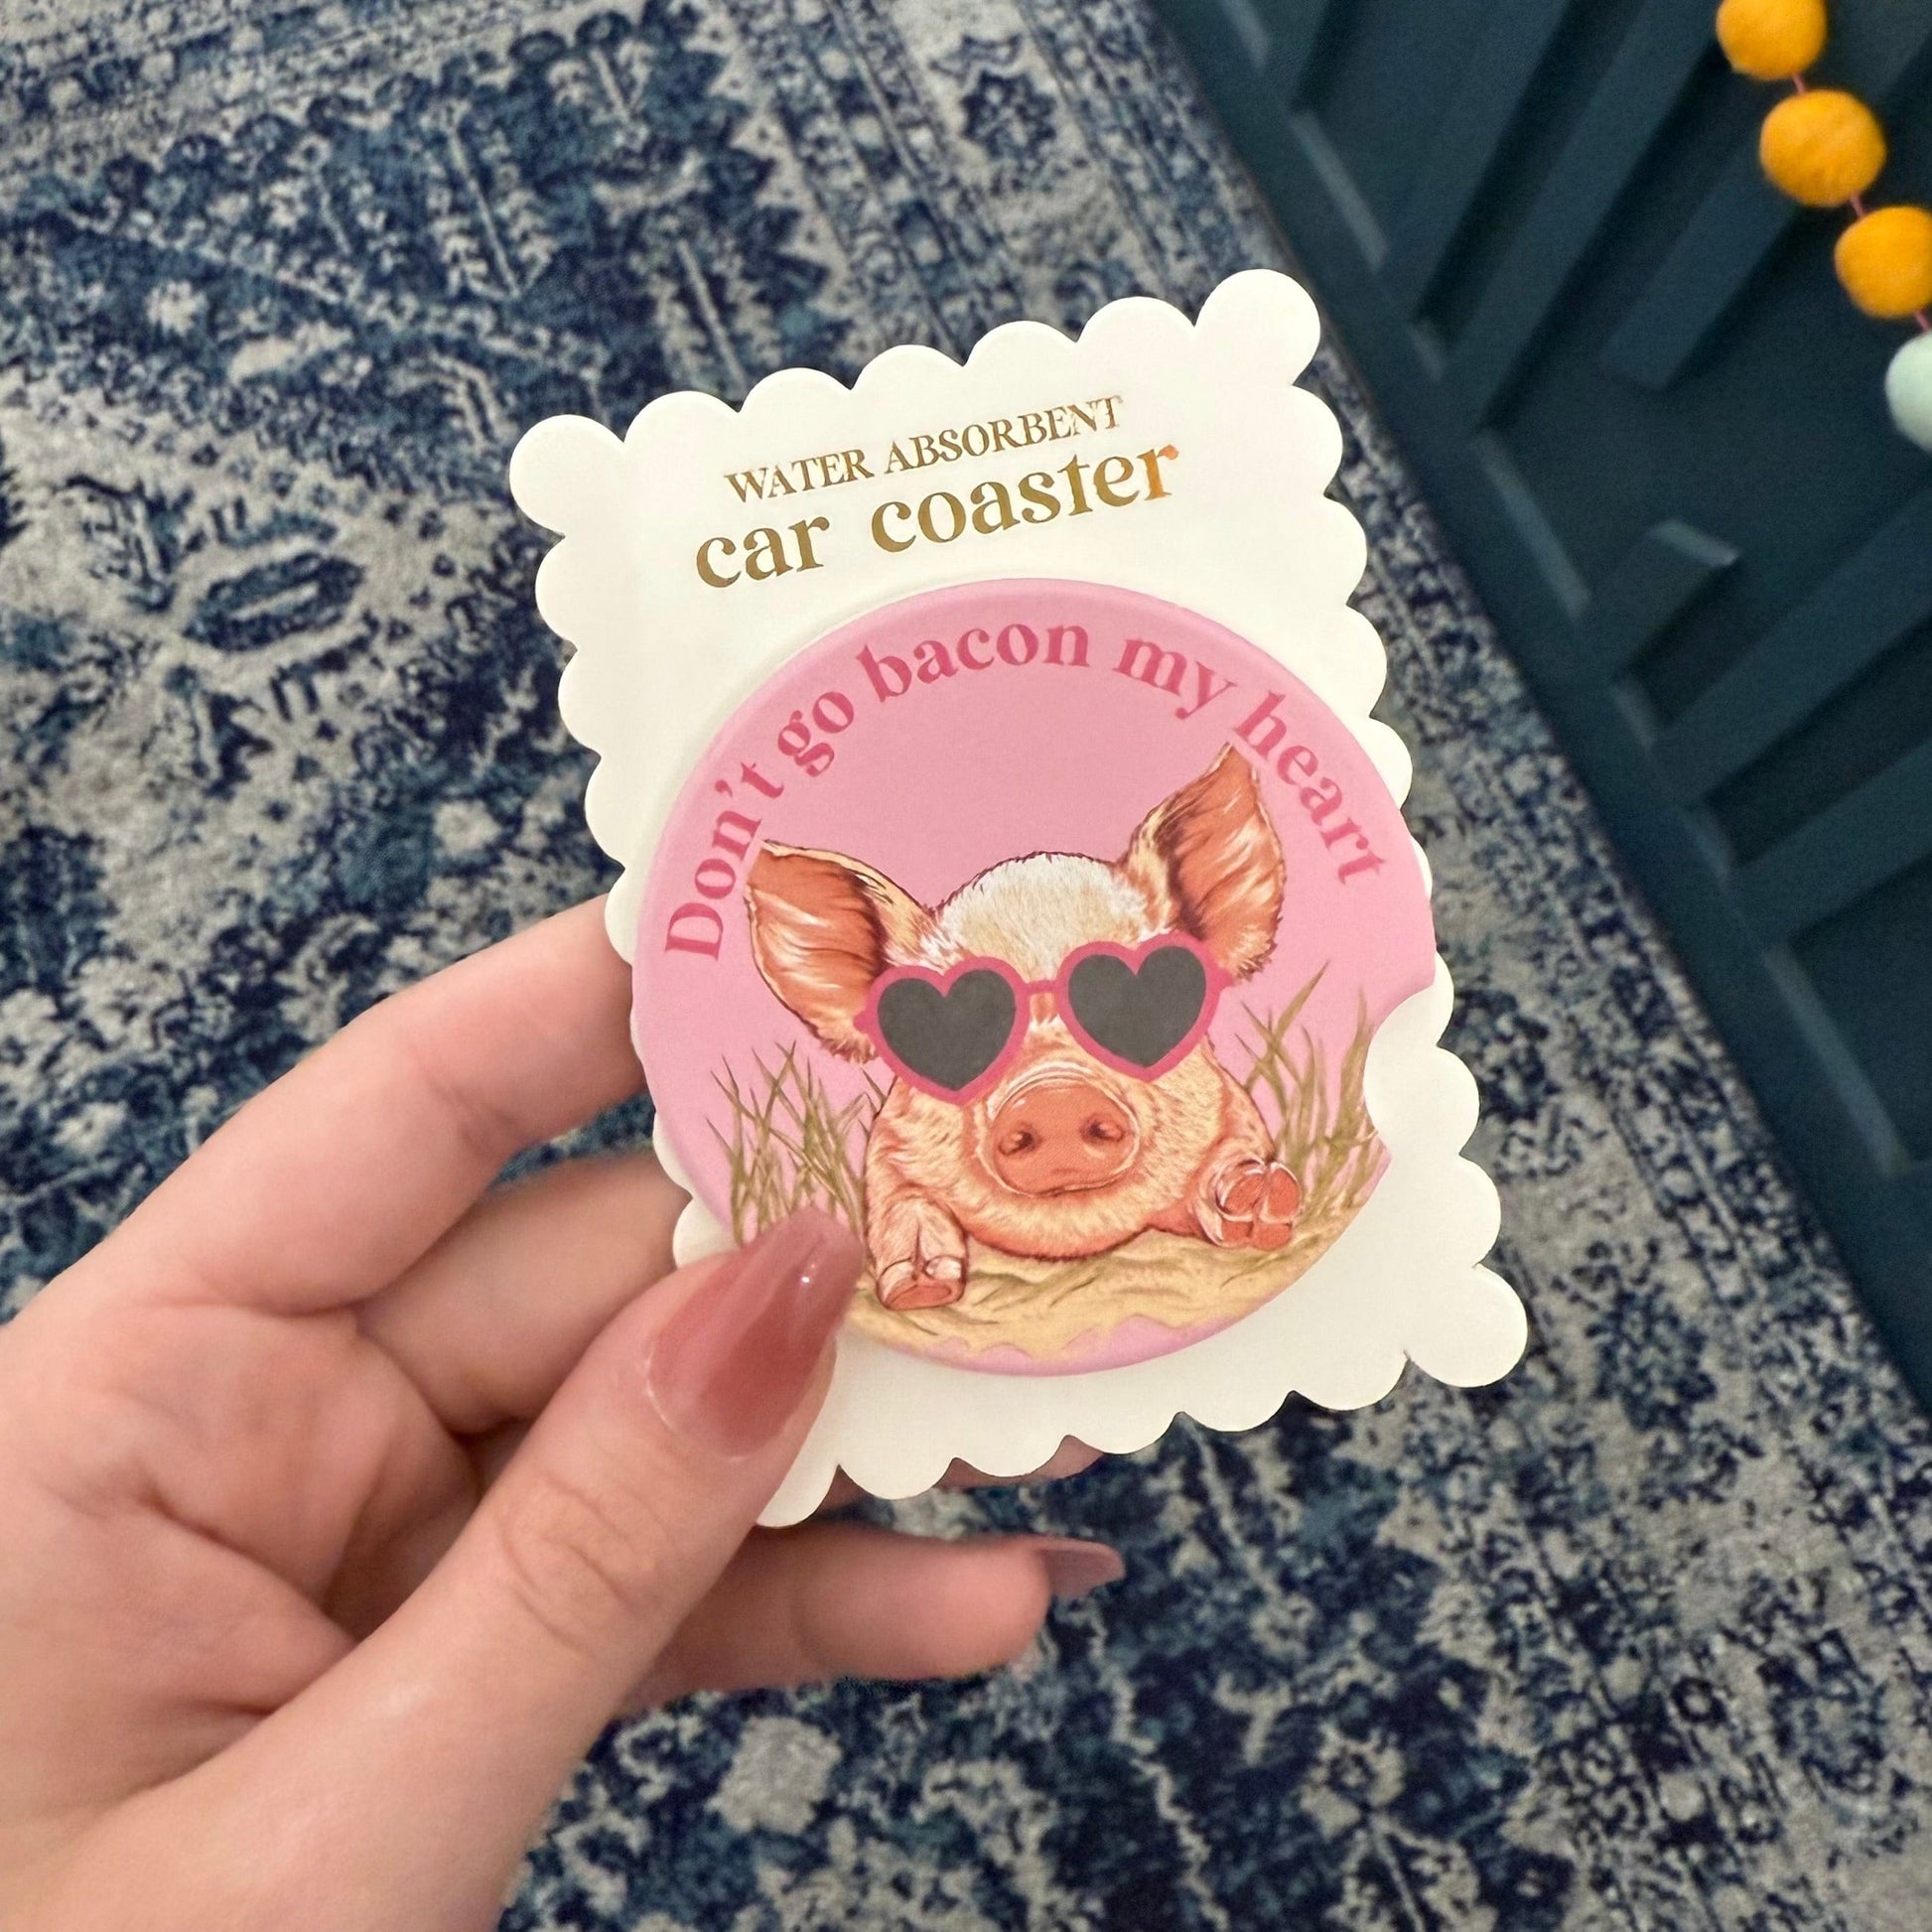 WATER ABSORBENT
car coaster
Don't go bacon my heart